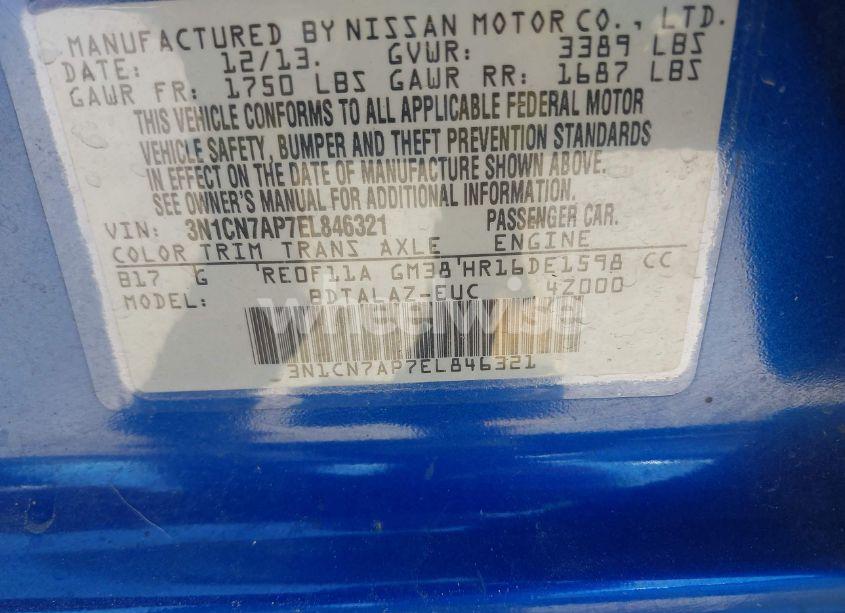 MANUFACTURED BY NISSAN MOTOR CO., LTD.
DATE: 12/13. GVWR: 3389 LBS
GAWR FR: 1750 LBS GAWR RR: 1687 LBS
THIS VEHICLE CONFORMS TO ALL APPLICABLE FEDERAL MOTOR
VEHICLE SAFETY, BUMPER AND THEFT PREVENTION STANDARDS
IN EFFECT ON THE DATE OF MANUFACTURE SHOWN ABOVE.
SEE OWNER'S MANUAL FOR ADDITIONAL INFORMATION.
VIN: 3N1CN7AP7EL846321 PASSENGER CAR.
COLOR TRIM TRANS AXLE ENGINE
B17 G RE0F11A GM38 HR16DE1598 CC
MODEL: BDTALAZ-EUC 4Z000
wheelwise
3N1CN7AP7EL846321